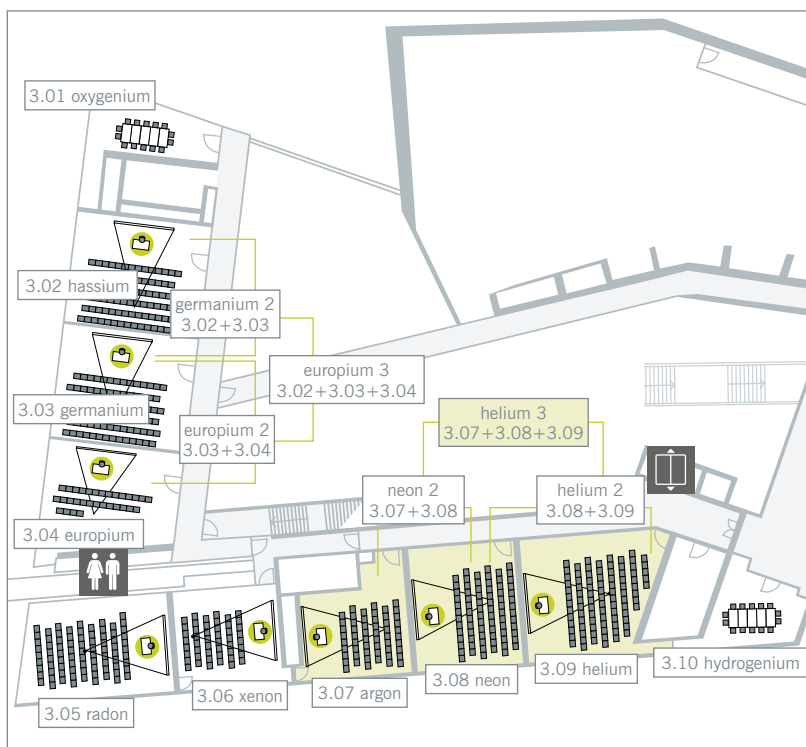 3.01 oxygenium
3.02 hassium
germanium 2
3.02+3.03
europium 3
3.02+3.03+3.04
3.03 germanium
europium 2
3.03+3.04
helium 3
3.07+3.08+3.09
neon 2
3.07+3.08
helium 2
3.08+3.09
3.04 europium
3.05 radon
3.06 xenon
3.07 argon
3.08 neon
3.09 helium
3.10 hydrogenium